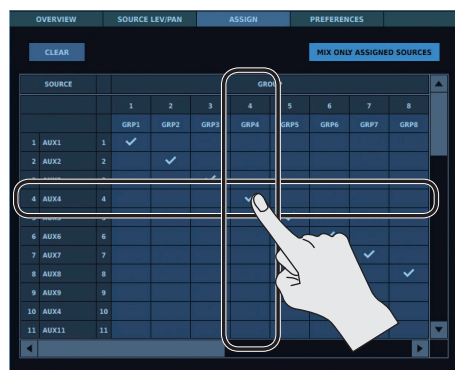 OVERVIEW SOURCE LEV/PAN ASSIGN PREFERENCES
CLEAR MIX ONLY ASSIGNED SOURCES
SOURCE GROUP
1 2 3 4 5 6 7 8
GRP1 GRP2 GRP3 GRP4 GRP5 GRP6 GRP7 GRP8
1 AUX1 1
2 AUX2 2
4 AUX4 4
6 AUX6 6
7 AUX7 7
8 AUX8 8
9 AUX9 9
10 AUX4 10
11 AUX11 11